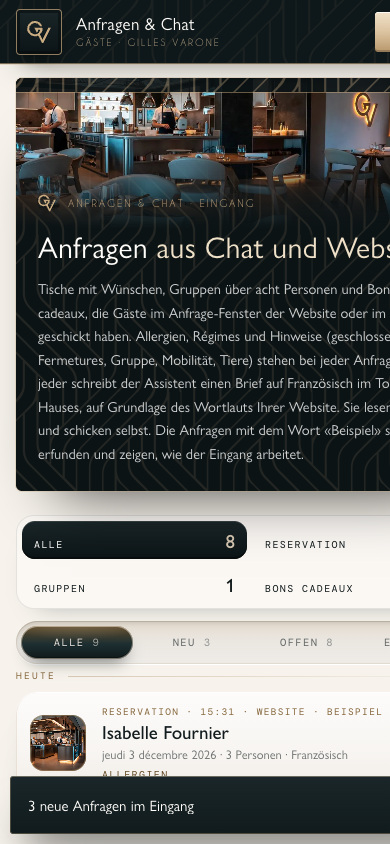 Anfragen & Chat
GÄSTE · GILLES VARONE
ANFRAGEN & CHAT · EINGANG
Anfragen aus Chat und Webs
Tische mit Wünschen, Gruppen über acht Personen und Bon
cadeaux, die Gäste im Anfrage-Fenster der Website oder im
geschickt haben. Allergien, Régimes und Hinweise (geschlosse
Fermetures, Gruppe, Mobilität, Tiere) stehen bei jeder Anfrag
jeder schreibt der Assistent einen Brief auf Französisch im To
Hauses, auf Grundlage des Wortlauts Ihrer Website. Sie lesen
und schicken selbst. Die Anfragen mit dem Wort «Beispiel» s
erfunden und zeigen, wie der Eingang arbeitet.
ALLE 8 RESERVATION
GRUPPEN 1 BONS CADEAUX
ALLE 9 NEU 3 OFFEN 8 E
HEUTE
RESERVATION · 15:31 · WEBSITE · BEISPIEL
Isabelle Fournier
jeudi 3 décembre 2026 · 3 Personen · Französisch
ALLERGIEN
3 neue Anfragen im Eingang